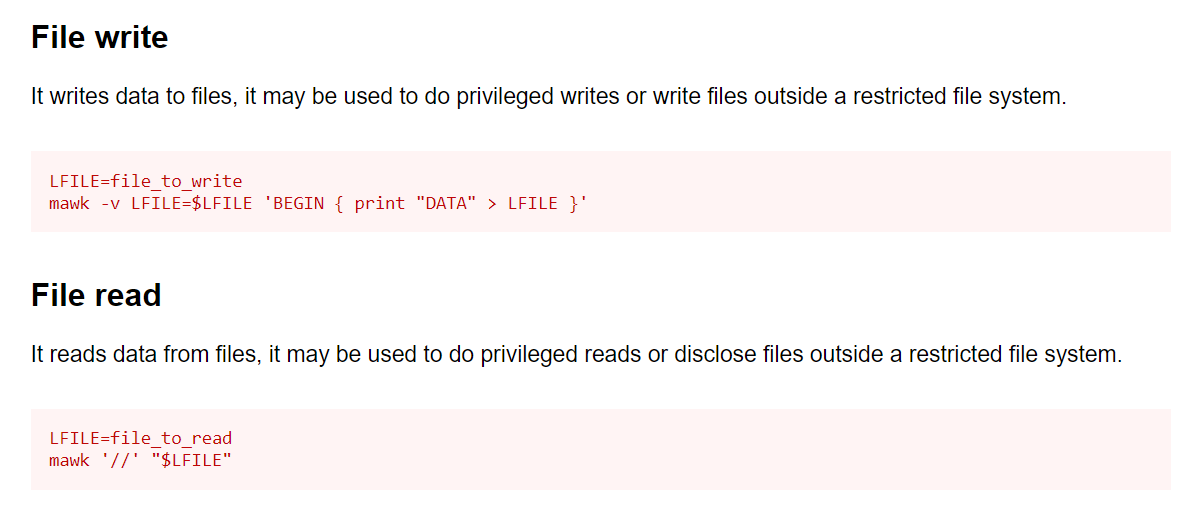 File write
It writes data to files, it may be used to do privileged writes or write files outside a restricted file system.
LFILE=file_to_write
mawk -v LFILE=$LFILE 'BEGIN { print "DATA" > LFILE }'
File read
It reads data from files, it may be used to do privileged reads or disclose files outside a restricted file system.
LFILE=file_to_read
mawk '//' "$LFILE"